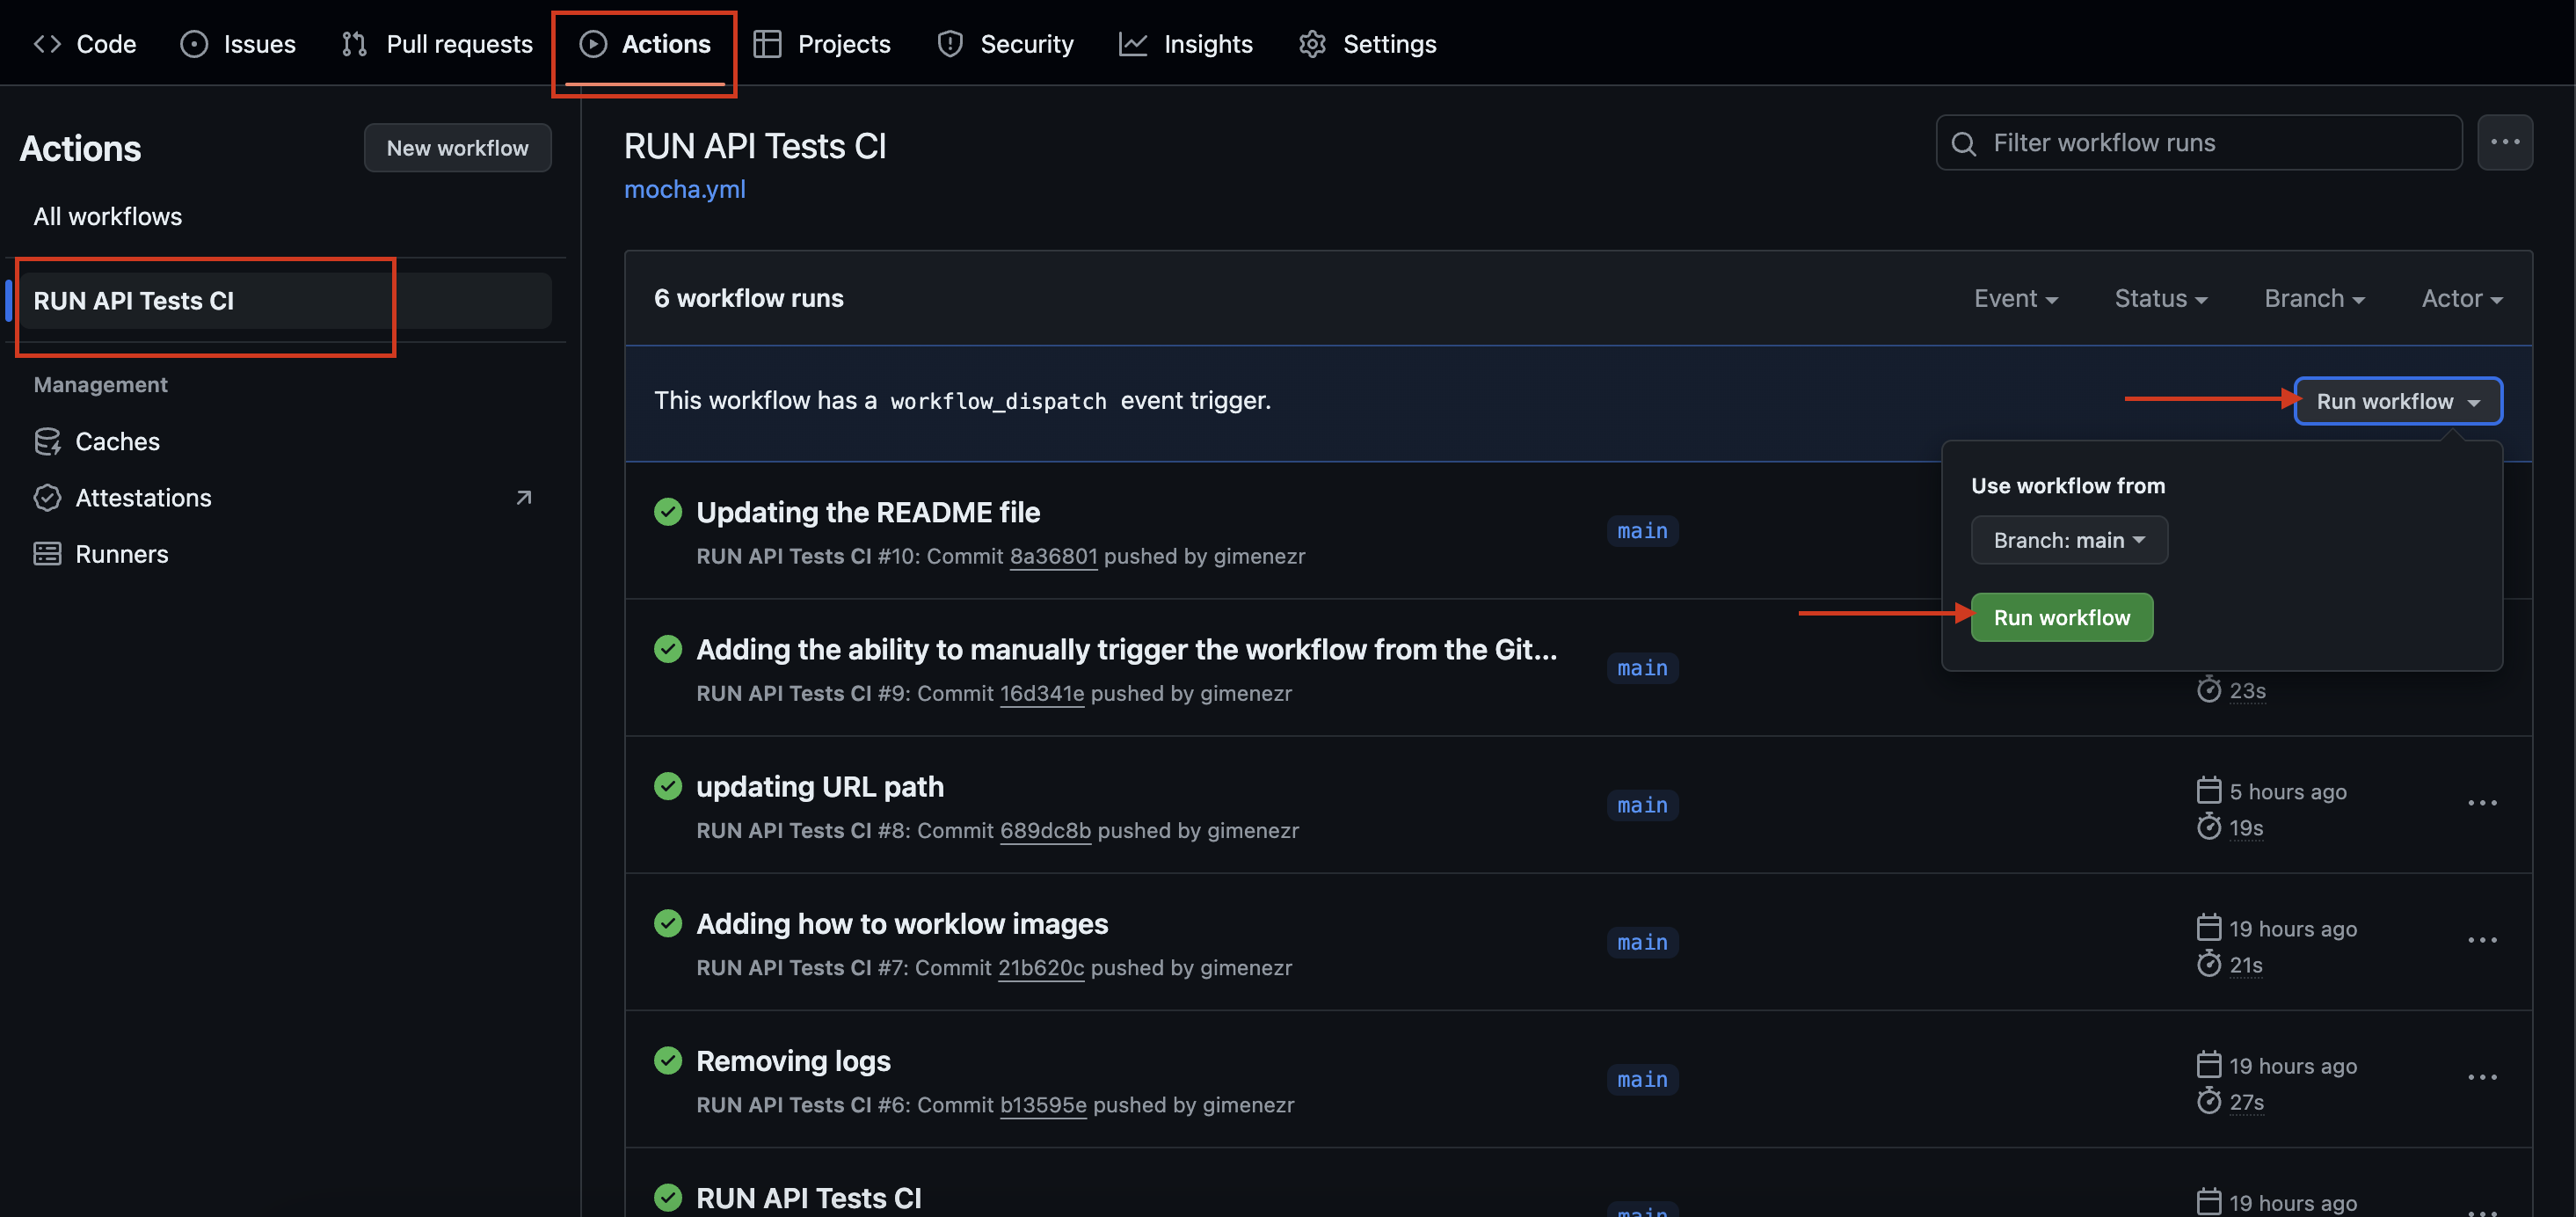 Code
Issues
Pull requests
Actions
Projects
Security
Insights
Settings
Actions
New workflow
All workflows
RUN API Tests CI
Management
Caches
Attestations
Runners
RUN API Tests CI
mocha.yml
Filter workflow runs
6 workflow runs
Event
Status
Branch
Actor
This workflow has a workflow_dispatch event trigger.
Run workflow
Use workflow from
Branch: main
Run workflow
Updating the README file
RUN API Tests CI #10: Commit 8a36801 pushed by gimenezr
main
Adding the ability to manually trigger the workflow from the Git...
RUN API Tests CI #9: Commit 16d341e pushed by gimenezr
main
23s
updating URL path
RUN API Tests CI #8: Commit 689dc8b pushed by gimenezr
main
5 hours ago
19s
Adding how to worklow images
RUN API Tests CI #7: Commit 21b620c pushed by gimenezr
main
19 hours ago
21s
Removing logs
RUN API Tests CI #6: Commit b13595e pushed by gimenezr
main
19 hours ago
27s
RUN API Tests CI
main
19 hours ago